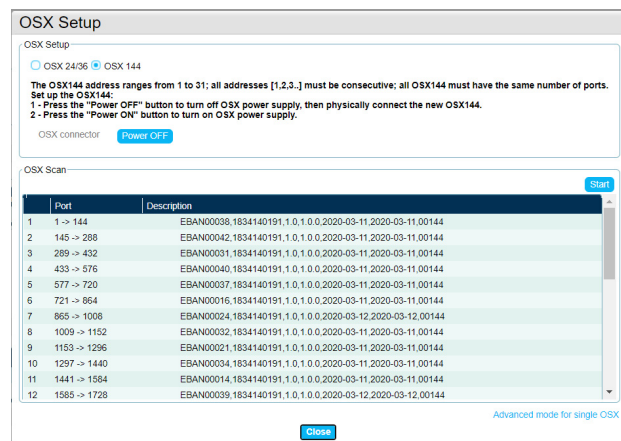 OSX Setup
OSX Setup
OSX 24/36 OSX 144
The OSX144 address ranges from 1 to 31; all addresses [1,2,3..] must be consecutive; all OSX144 must have the same number of ports.
Set up the OSX144:
1 - Press the "Power OFF" button to turn off OSX power supply, then physically connect the new OSX144.
2 - Press the "Power ON" button to turn on OSX power supply.
OSX connector Power OFF
OSX Scan
Start
Port Description
1 1 -> 144 EBAN00038,1834140191,1.0,1.0.0,2020-03-11,2020-03-11,00144
2 145 -> 288 EBAN00042,1834140191,1.0,1.0.0,2020-03-11,2020-03-11,00144
3 289 -> 432 EBAN00031,1834140191,1.0,1.0.0,2020-03-11,2020-03-11,00144
4 433 -> 576 EBAN00040,1834140191,1.0,1.0.0,2020-03-11,2020-03-11,00144
5 577 -> 720 EBAN00037,1834140191,1.0,1.0.0,2020-03-11,2020-03-11,00144
6 721 -> 864 EBAN00016,1834140191,1.0,1.0.0,2020-03-11,2020-03-11,00144
7 865 -> 1008 EBAN00024,1834140191,1.0,1.0.0,2020-03-12,2020-03-12,00144
8 1009 -> 1152 EBAN00032,1834140191,1.0,1.0.0,2020-03-11,2020-03-11,00144
9 1153 -> 1296 EBAN00021,1834140191,1.0,1.0.0,2020-03-11,2020-03-11,00144
10 1297 -> 1440 EBAN00034,1834140191,1.0,1.0.0,2020-03-11,2020-03-11,00144
11 1441 -> 1584 EBAN00014,1834140191,1.0,1.0.0,2020-03-11,2020-03-11,00144
12 1585 -> 1728 EBAN00039,1834140191,1.0,1.0.0,2020-03-12,2020-03-12,00144
Advanced mode for single OSX
Close